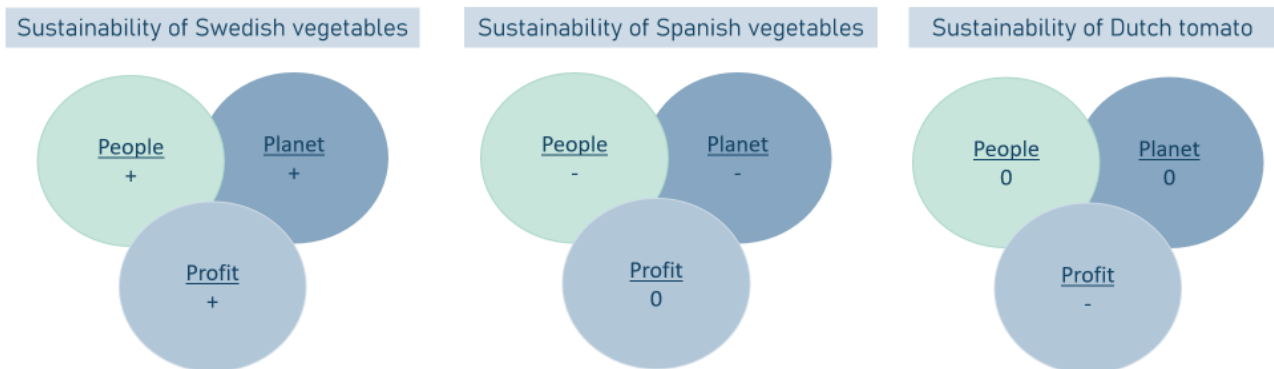 Sustainability of Swedish vegetables
People
+
Planet
+
Profit
+
Sustainability of Spanish vegetables
People
-
Planet
-
Profit
0
Sustainability of Dutch tomato
People
0
Planet
0
Profit
-